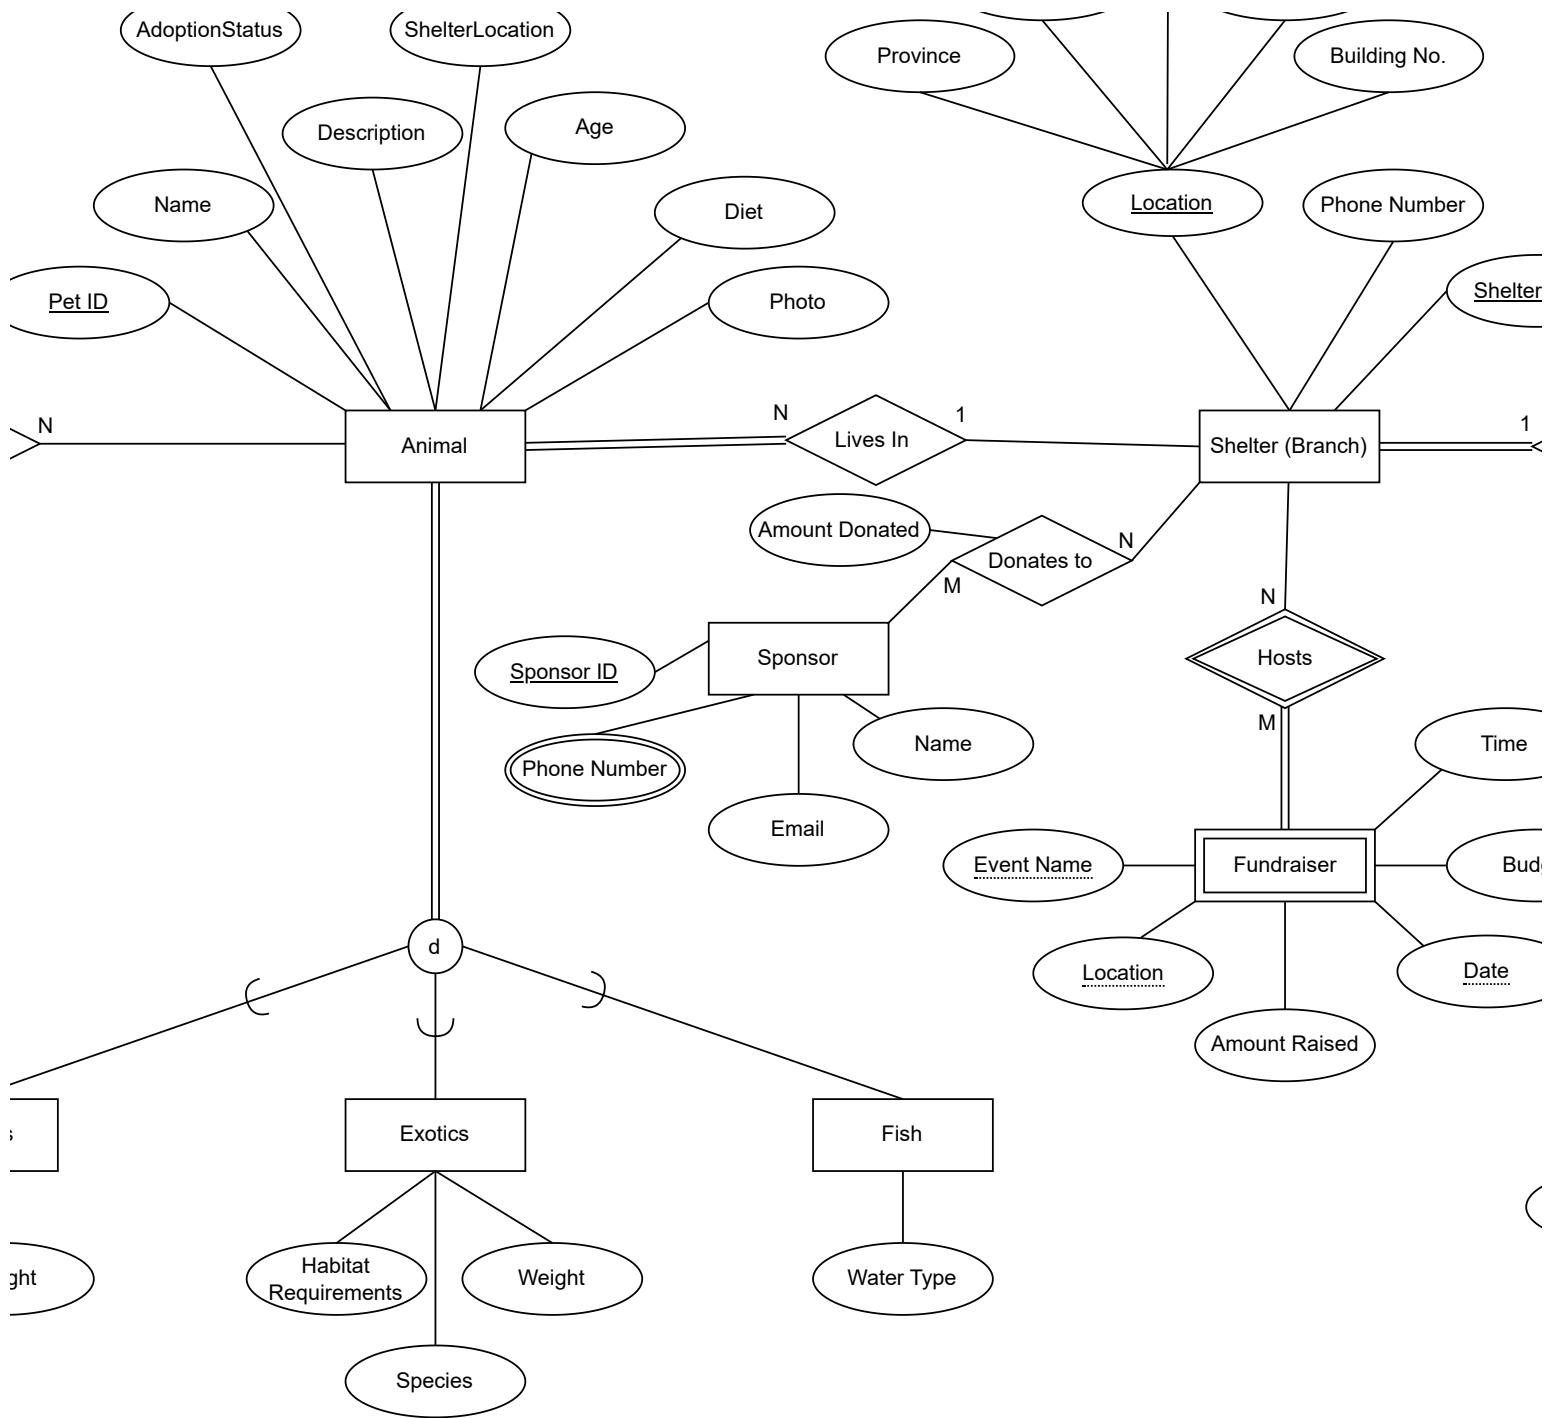 AdoptionStatus
ShelterLocation
Province
Building No.
Description
Age
Name
Diet
Location
Phone Number
Pet ID
Photo
Shelter
N
Animal
N
Lives In
1
Shelter (Branch)
1
Amount Donated
Donates to
N
M
N
Sponsor ID
Sponsor
Hosts
M
Phone Number
Name
Time
Email
Event Name
Fundraiser
Location
Date
d
Amount Raised
Exotics
Fish
Habitat
Requirements
Weight
Water Type
Species